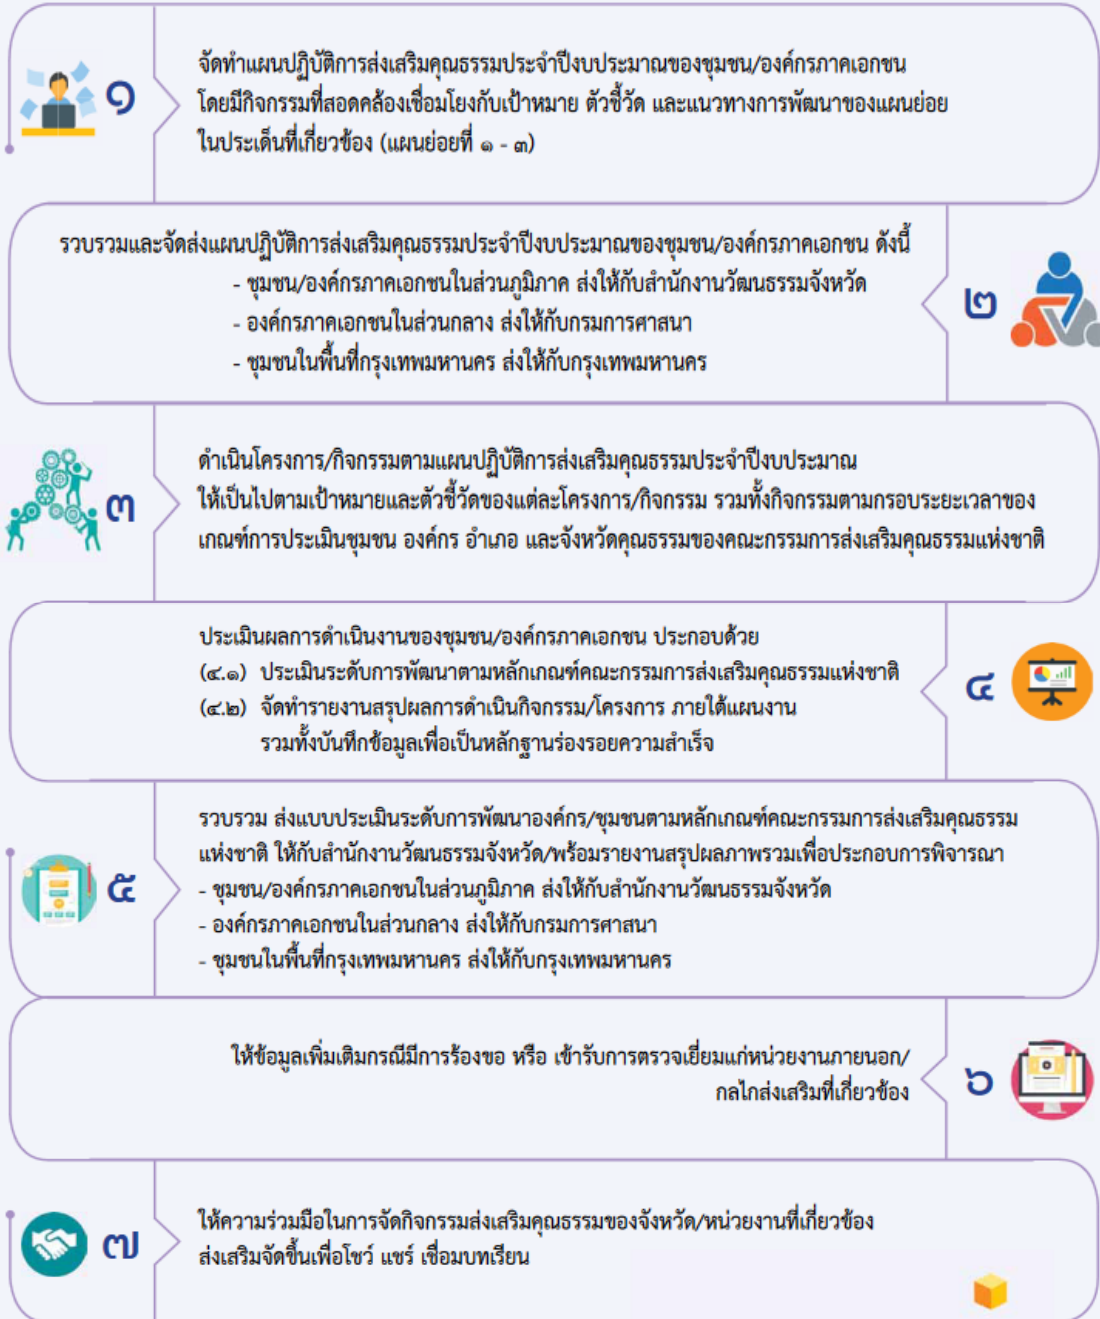 ๑
จัดทำแผนปฏิบัติการส่งเสริมคุณธรรมประจำปีงบประมาณของชุมชน/องค์กรภาคเอกชน
โดยมีกิจกรรมที่สอดคล้องเชื่อมโยงกับเป้าหมาย ตัวชี้วัด และแนวทางการพัฒนาของแผนย่อย
ในประเด็นที่เกี่ยวข้อง (แผนย่อยที่ ๑ - ๓)
๒
รวบรวมและจัดส่งแผนปฏิบัติการส่งเสริมคุณธรรมประจำปีงบประมาณของชุมชน/องค์กรภาคเอกชน ดังนี้
- ชุมชน/องค์กรภาคเอกชนในส่วนภูมิภาค ส่งให้กับสำนักงานวัฒนธรรมจังหวัด
- องค์กรภาคเอกชนในส่วนกลาง ส่งให้กับกรมการศาสนา
- ชุมชนในพื้นที่กรุงเทพมหานคร ส่งให้กับกรุงเทพมหานคร
๓
ดำเนินโครงการ/กิจกรรมตามแผนปฏิบัติการส่งเสริมคุณธรรมประจำปีงบประมาณ
ให้เป็นไปตามเป้าหมายและตัวชี้วัดของแต่ละโครงการ/กิจกรรม รวมทั้งกิจกรรมตามกรอบระยะเวลาของ
เกณฑ์การประเมินชุมชน องค์กร อำเภอ และจังหวัดคุณธรรมของคณะกรรมการส่งเสริมคุณธรรมแห่งชาติ
๔
ประเมินผลการดำเนินงานของชุมชน/องค์กรภาคเอกชน ประกอบด้วย
(๔.๑) ประเมินระดับการพัฒนาตามหลักเกณฑ์คณะกรรมการส่งเสริมคุณธรรมแห่งชาติ
(๔.๒) จัดทำรายงานสรุปผลการดำเนินกิจกรรม/โครงการ ภายใต้แผนงาน
รวมทั้งบันทึกข้อมูลเพื่อเป็นหลักฐานร่องรอยความสำเร็จ
๕
รวบรวม ส่งแบบประเมินระดับการพัฒนาองค์กร/ชุมชนตามหลักเกณฑ์คณะกรรมการส่งเสริมคุณธรรม
แห่งชาติ ให้กับสำนักงานวัฒนธรรมจังหวัด/พร้อมรายงานสรุปผลภาพรวมเพื่อประกอบการพิจารณา
- ชุมชน/องค์กรภาคเอกชนในส่วนภูมิภาค ส่งให้กับสำนักงานวัฒนธรรมจังหวัด
- องค์กรภาคเอกชนในส่วนกลาง ส่งให้กับกรมการศาสนา
- ชุมชนในพื้นที่กรุงเทพมหานคร ส่งให้กับกรุงเทพมหานคร
๖
ให้ข้อมูลเพิ่มเติมกรณีมีการร้องขอ หรือ เข้ารับการตรวจเยี่ยมแก่หน่วยงานภายนอก/
กลไกส่งเสริมที่เกี่ยวข้อง
๗
ให้ความร่วมมือในการจัดกิจกรรมส่งเสริมคุณธรรมของจังหวัด/หน่วยงานที่เกี่ยวข้อง
ส่งเสริมจัดขึ้นเพื่อโชว์ แชร์ เชื่อมบทเรียน